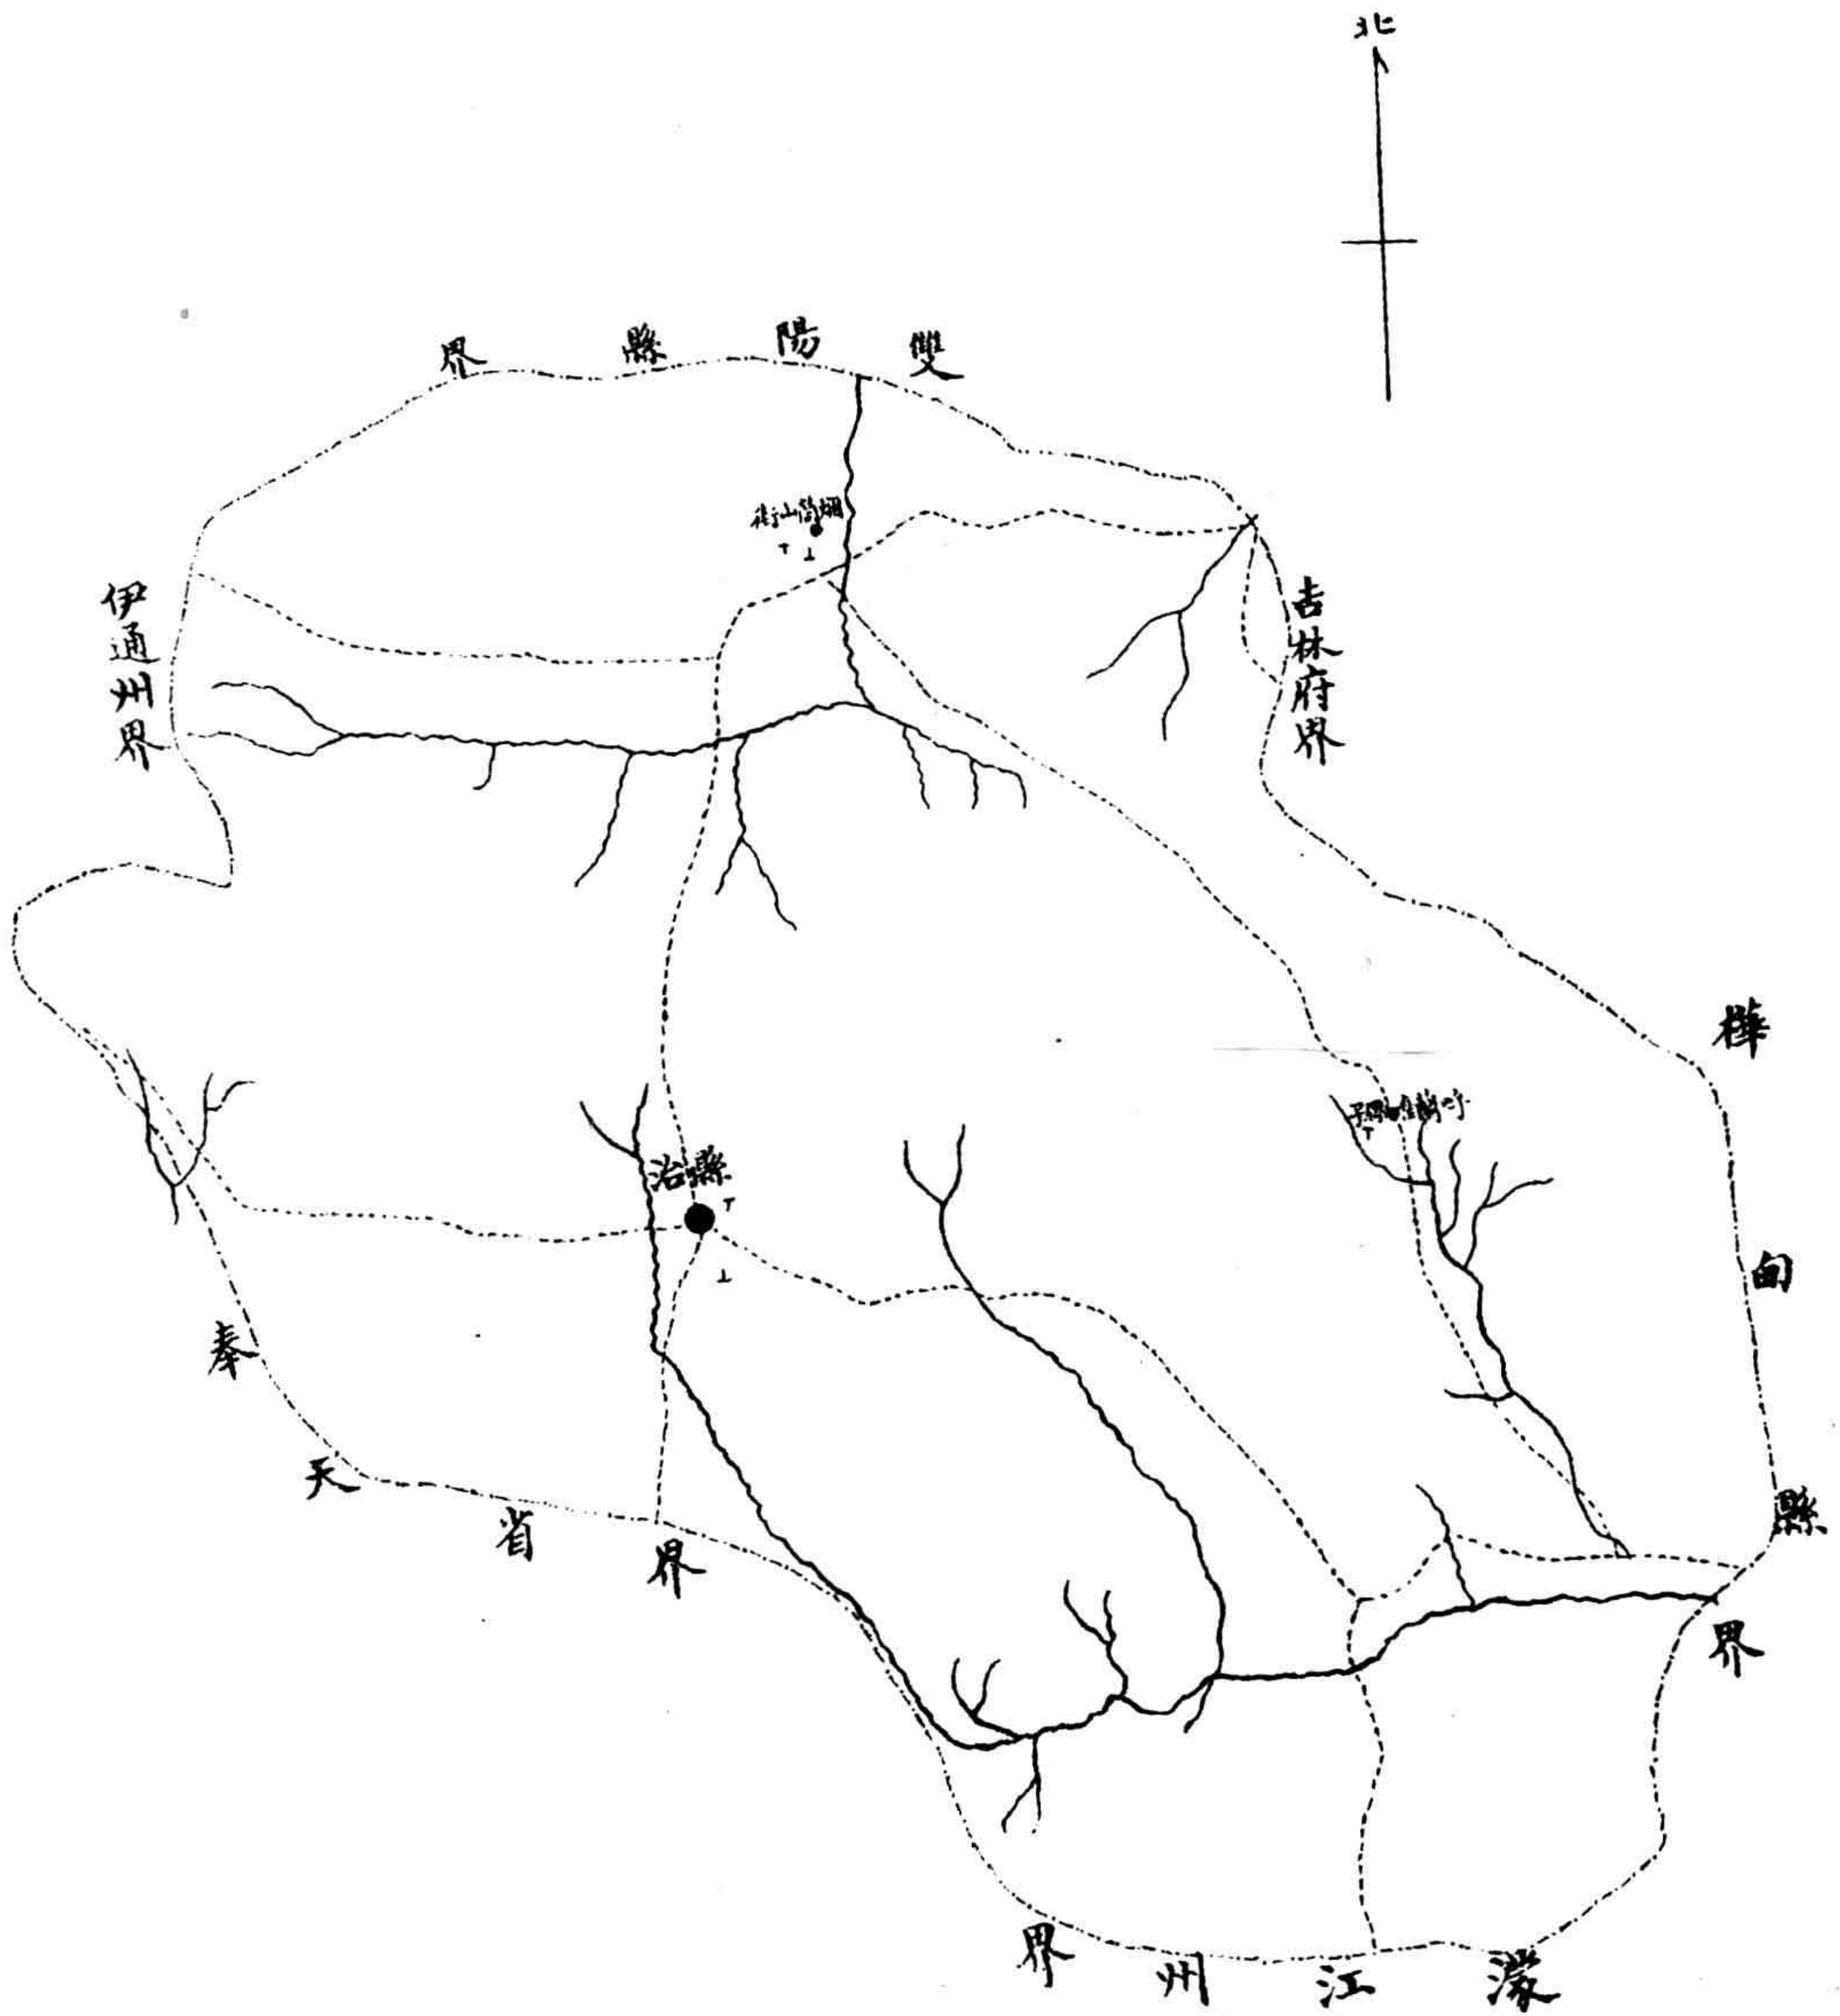 北
雙陽縣界
烟筒山街
伊通州界
吉林府界
樺甸縣界
縣治
奉天省界
濛江州界